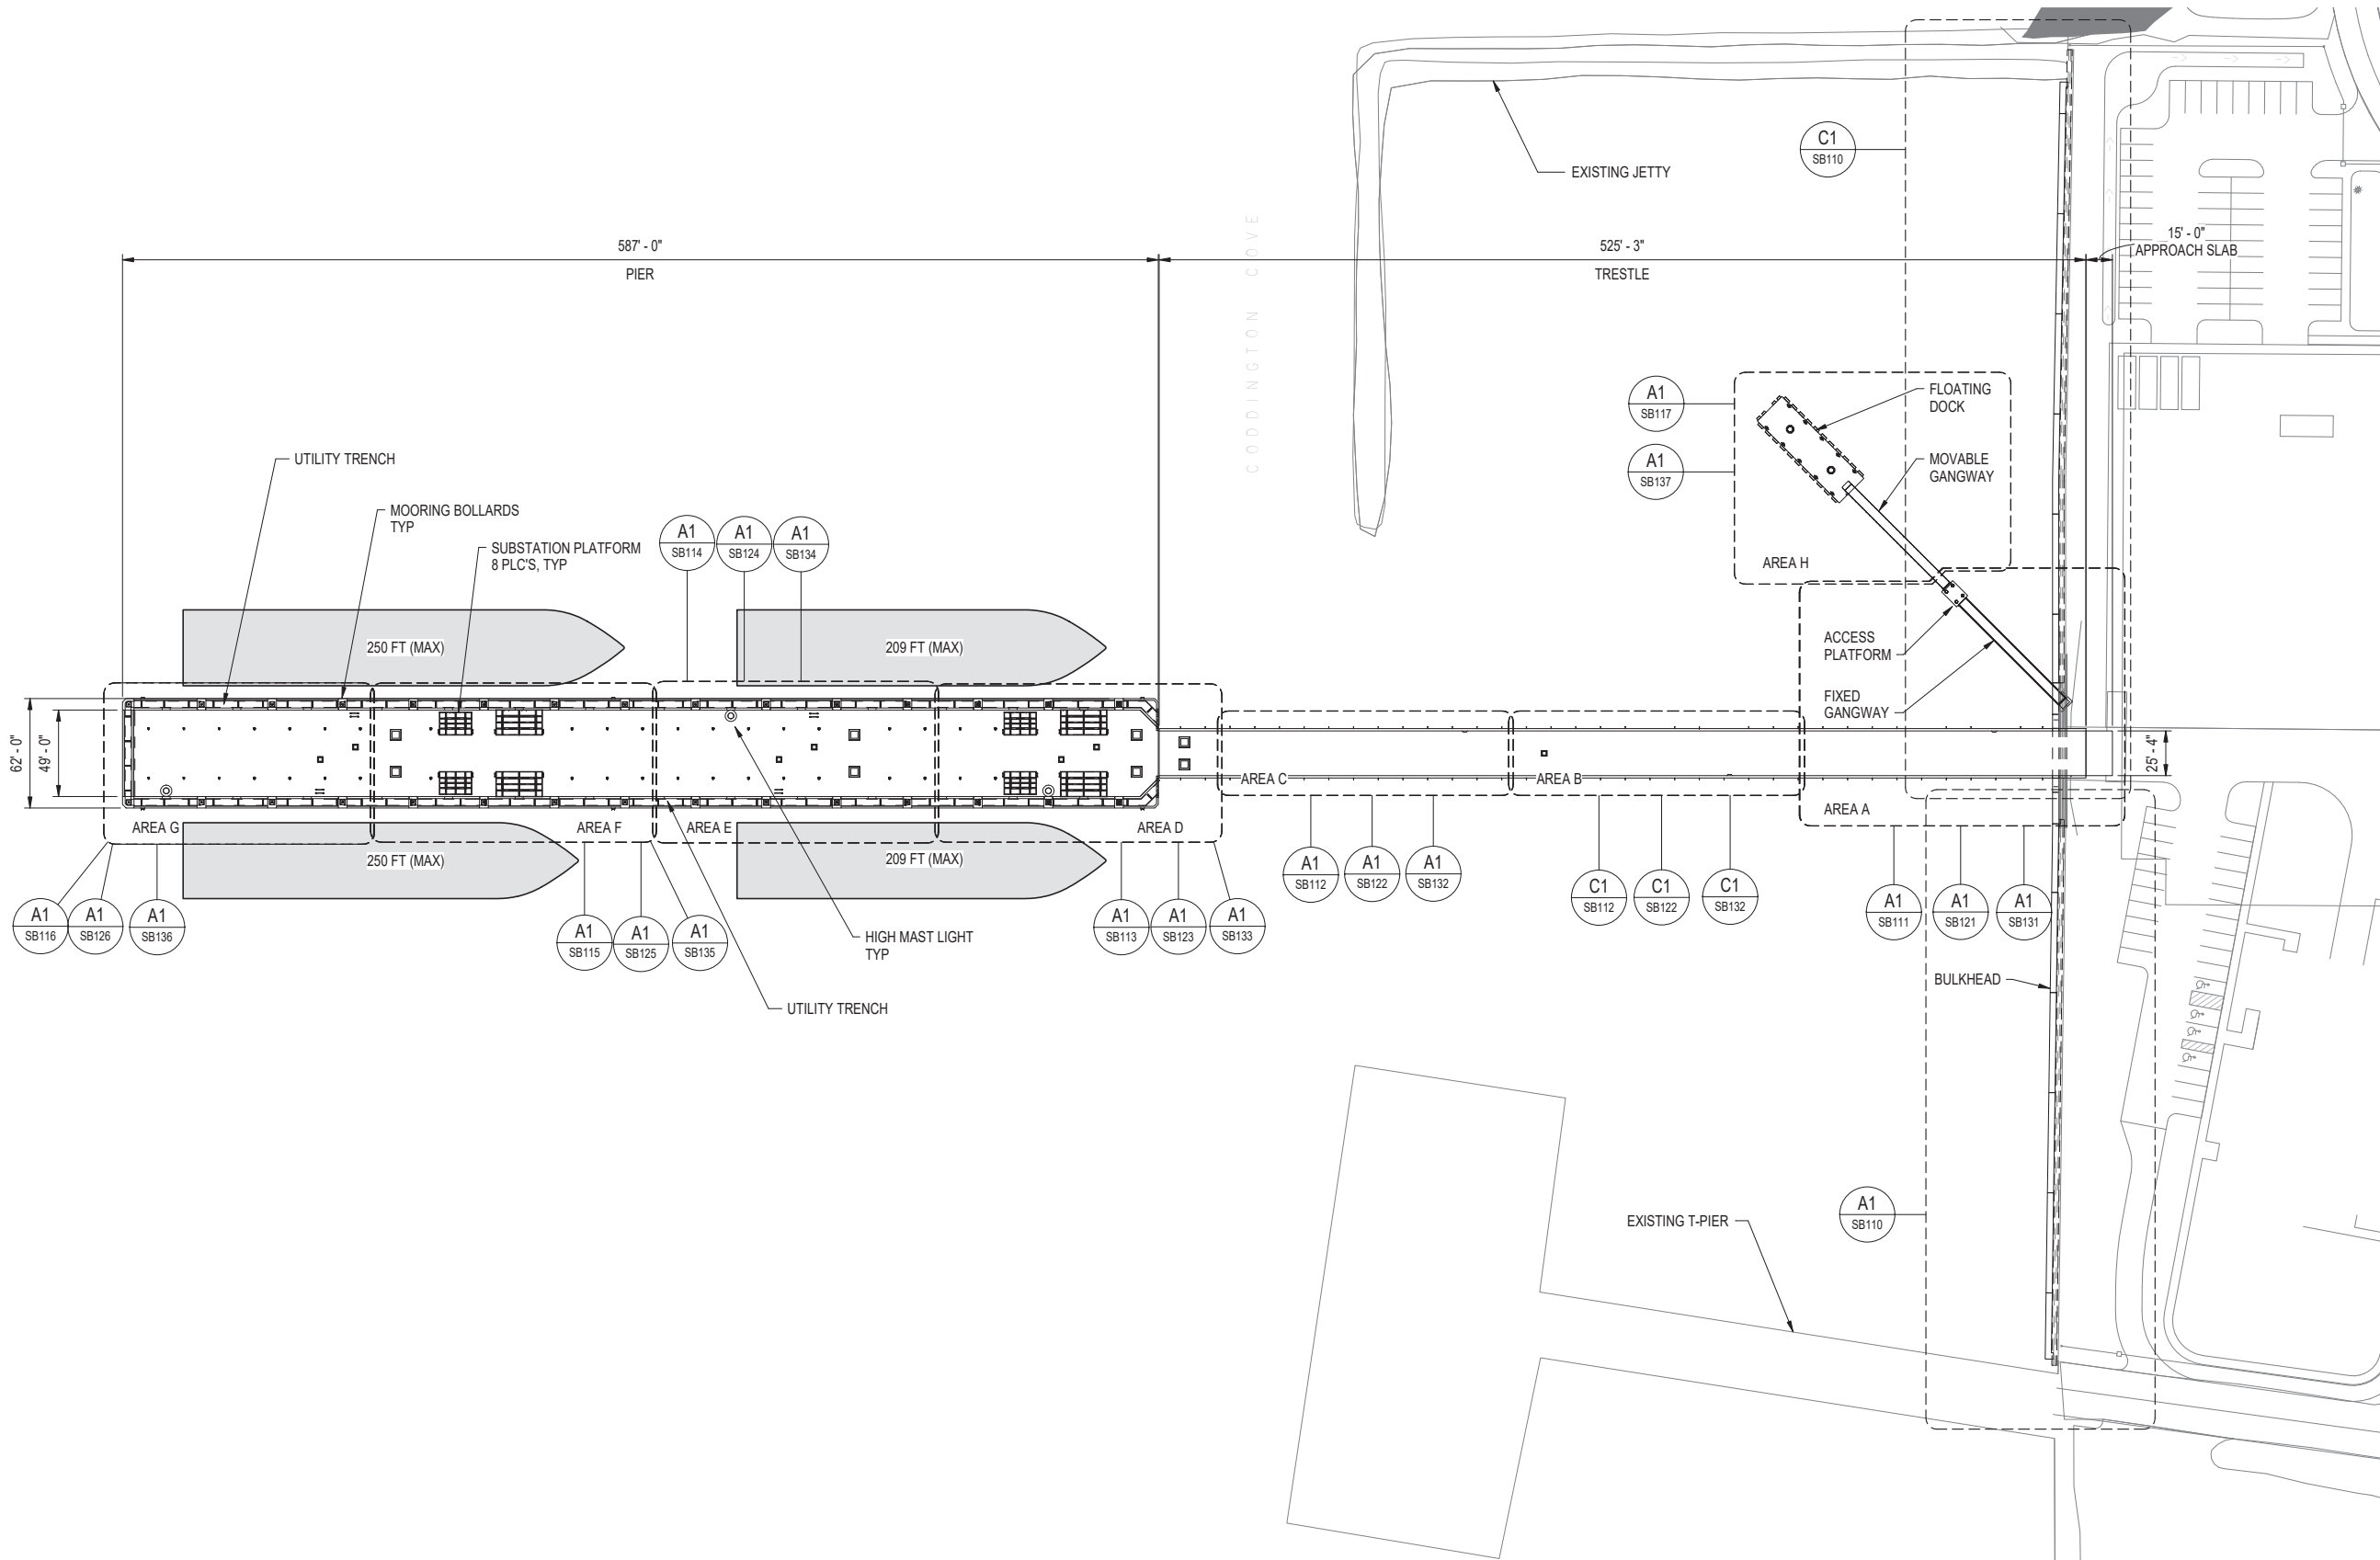 C1
SB110
EXISTING JETTY
CODDINGTON COVE
587' - 0"
PIER
525' - 3"
TRESTLE
15' - 0"
APPROACH SLAB
A1
SB117
A1
SB137
FLOATING
DOCK
MOVABLE
GANGWAY
AREA H
UTILITY TRENCH
MOORING BOLLARDS
TYP
SUBSTATION PLATFORM
8 PLC'S, TYP
A1
SB114
A1
SB124
A1
SB134
250 FT (MAX)
209 FT (MAX)
ACCESS
PLATFORM
FIXED
GANGWAY
62' - 0"
49' - 0"
25' - 4"
AREA C
AREA B
AREA A
AREA G
AREA F
AREA E
AREA D
250 FT (MAX)
209 FT (MAX)
A1
SB116
A1
SB126
A1
SB136
A1
SB115
A1
SB125
A1
SB135
HIGH MAST LIGHT
TYP
A1
SB113
A1
SB123
A1
SB133
A1
SB112
A1
SB122
A1
SB132
C1
SB112
C1
SB122
C1
SB132
A1
SB111
A1
SB121
A1
SB131
UTILITY TRENCH
BULKHEAD
EXISTING T-PIER
A1
SB110